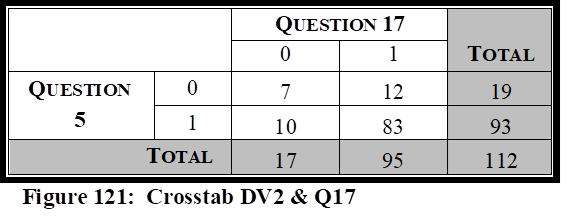 QUESTION 17
0 1 TOTAL
QUESTION 5 0 7 12 19
1 10 83 93
TOTAL 17 95 112
Figure 121: Crosstab DV2 & Q17